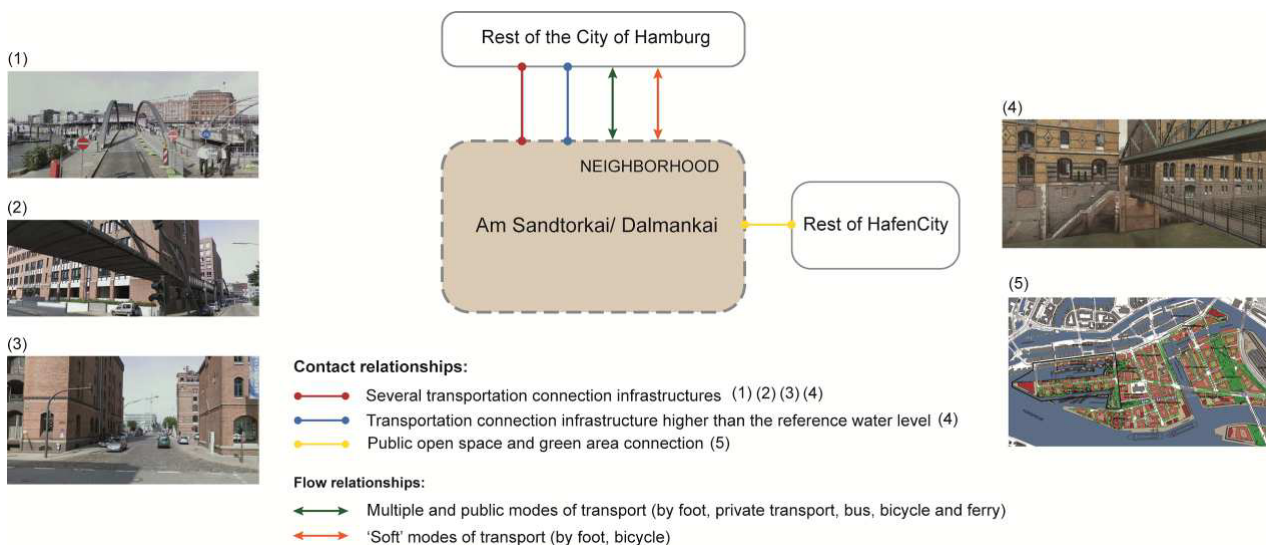 Rest of the City of Hamburg
(1)
(4)
NEIGHBORHOOD
(2)
Am Sandtorkai/ Dalmankai
Rest of HafenCity
(5)
(3)
Contact relationships:
Several transportation connection infrastructures (1) (2) (3) (4)
Transportation connection infrastructure higher than the reference water level (4)
Public open space and green area connection (5)
Flow relationships:
Multiple and public modes of transport (by foot, private transport, bus, bicycle and ferry)
'Soft' modes of transport (by foot, bicycle)